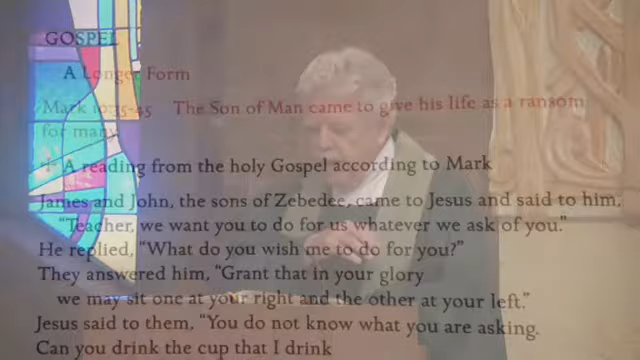 GOSPEL
A Longer Form
Mark 10:35-45 The Son of Man came to give his life as a ransom
for many
A reading from the holy Gospel according to Mark
James and John, the sons of Zebedee, came to Jesus and said to him,
"Teacher, we want you to do for us whatever we ask of you."
He replied, "What do you wish me to do for you?"
They answered him, "Grant that in your glory
we may sit one at your right and the other at your left."
Jesus said to them, "You do not know what you are asking.
Can you drink the cup that I drink